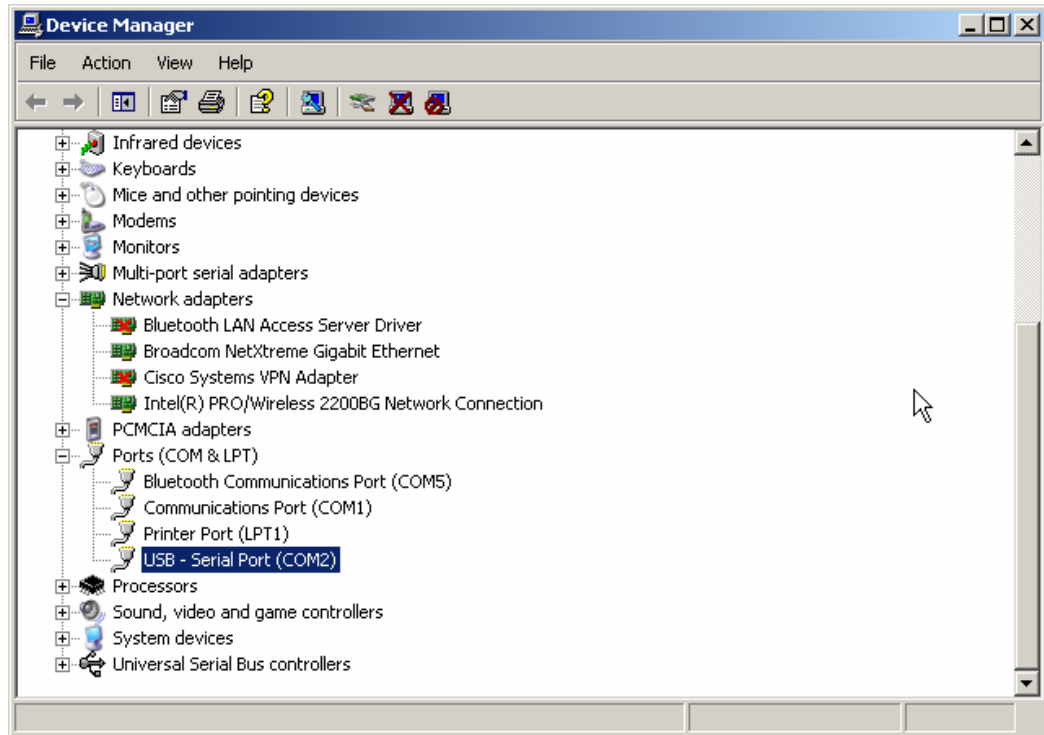 Device Manager
File Action View Help
Infrared devices
Keyboards
Mice and other pointing devices
Modems
Monitors
Multi-port serial adapters
Network adapters
Bluetooth LAN Access Server Driver
Broadcom NetXtreme Gigabit Ethernet
Cisco Systems VPN Adapter
Intel(R) PRO/Wireless 2200BG Network Connection
PCMCIA adapters
Ports (COM & LPT)
Bluetooth Communications Port (COM5)
Communications Port (COM1)
Printer Port (LPT1)
USB - Serial Port (COM2)
Processors
Sound, video and game controllers
System devices
Universal Serial Bus controllers